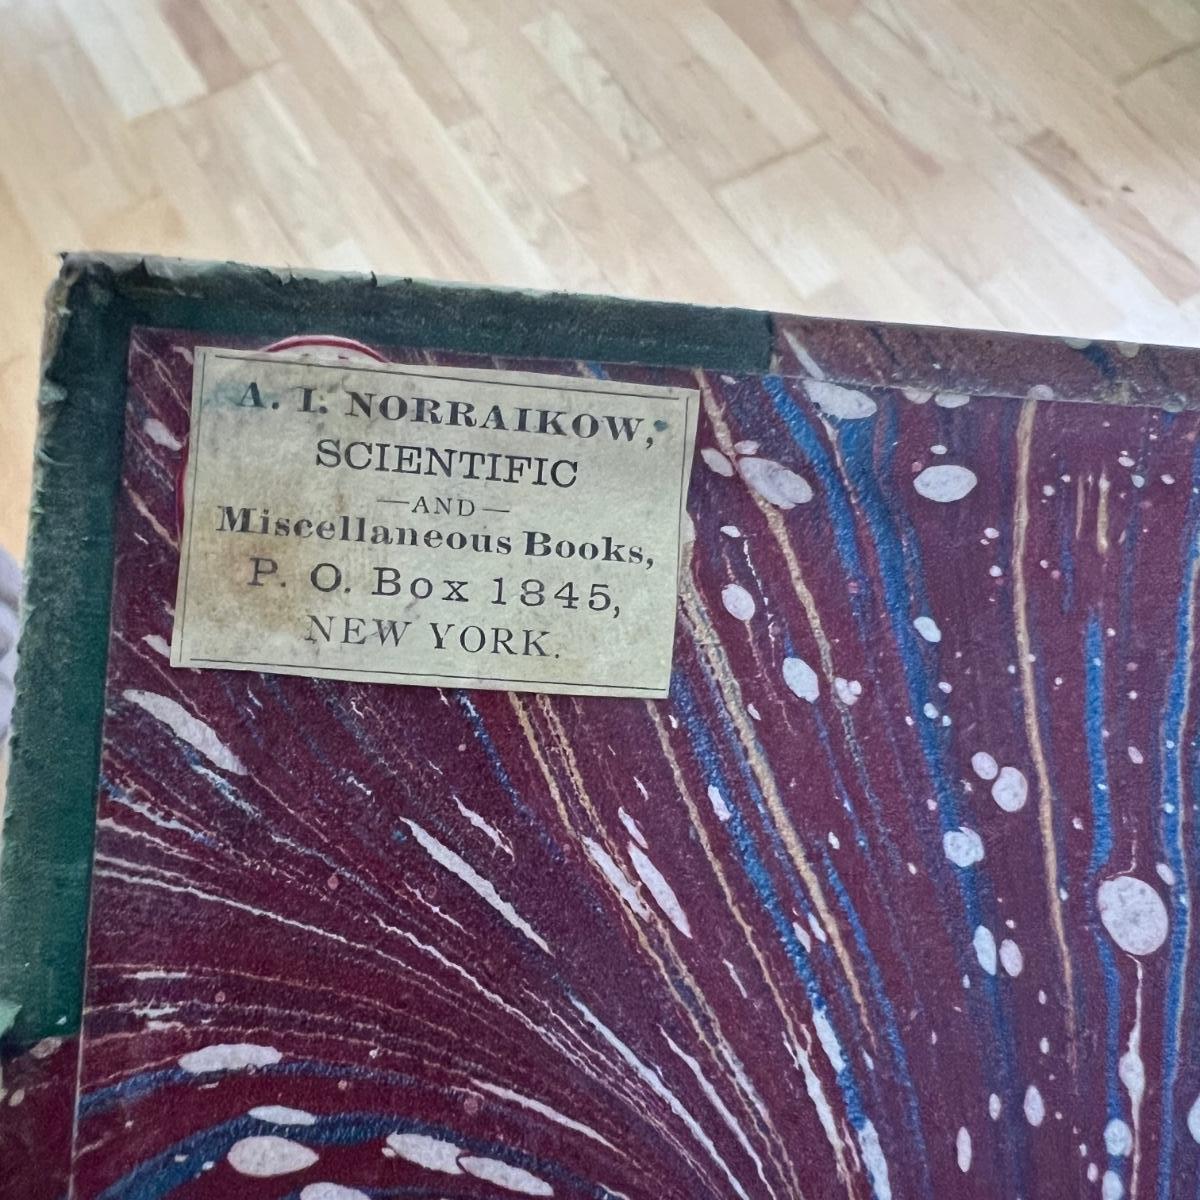 A. I. NORRAIKOW,
SCIENTIFIC
—AND—
Miscellaneous Books,
P. O. Box 1845,
NEW YORK.